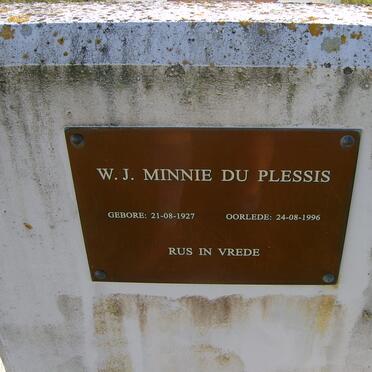 W. J. MINNIE DU PLESSIS
GEBORE: 21-08-1927 OORLEDE: 24-08-1996
RUS IN VREDE